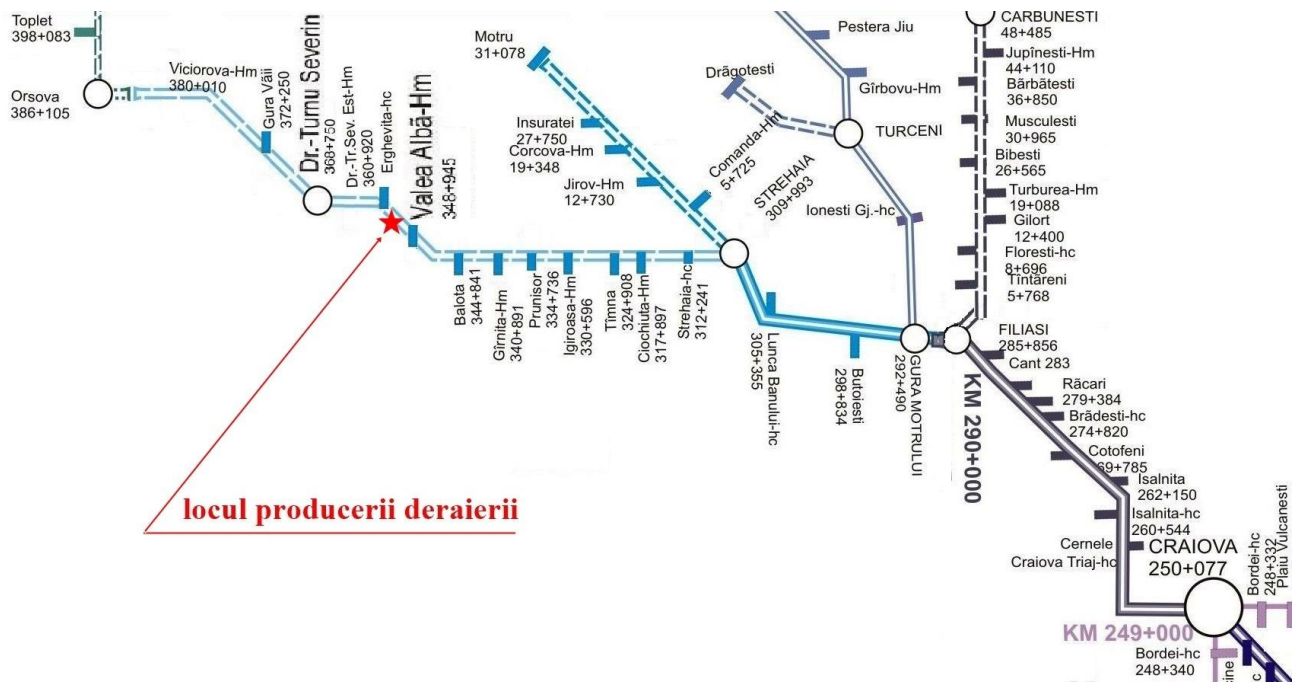 Toplet
398+083
Orsova
386+105
Viciorova-Hm
380+010
Gura Văii
372+250
Dr.-Turnu Severin
368+750
Dr.-Tr.Sev. Est-Hm
360+920
Erghevita-hc
Valea Albă-Hm
348+945
Balota
344+841
Gîrnita-Hm
340+891
Prunisor
334+736
Igiroasa-Hm
330+596
Tîmna
324+908
Ciochiuta-Hm
317+897
Strehaia-hc
312+241
Motru
31+078
Insuratei
27+750
Corcova-Hm
19+348
Jirov-Hm
12+730
Comanda-Hm
5+725
STREHAIA
309+993
Drăgotesti
Pestera Jiu
Gîrbovu-Hm
TURCENI
Ionesti Gj.-hc
Lunca Banului-hc
305+355
Butoiesti
298+834
GURA MOTRULUI
292+490
KM 290+000
CARBUNESTI
48+485
Jupînesti-Hm
44+110
Bărbătesti
36+850
Musculesti
30+965
Bibesti
26+565
Turburea-Hm
19+088
Gilort
12+400
Floresti-hc
8+696
Tîntăreni
5+768
FILIASI
285+856
Cant 283
Răcari
279+384
Brădesti-hc
274+820
Cotofeni
69+785
Isalnita
262+150
Isalnita-hc
260+544
Cernele
Craiova Triaj-hc
CRAIOVA
250+077
KM 249+000
Bordei-hc
248+332
Plaiu Vulcanesti
Bordei-hc
248+340
locul producerii deraierii